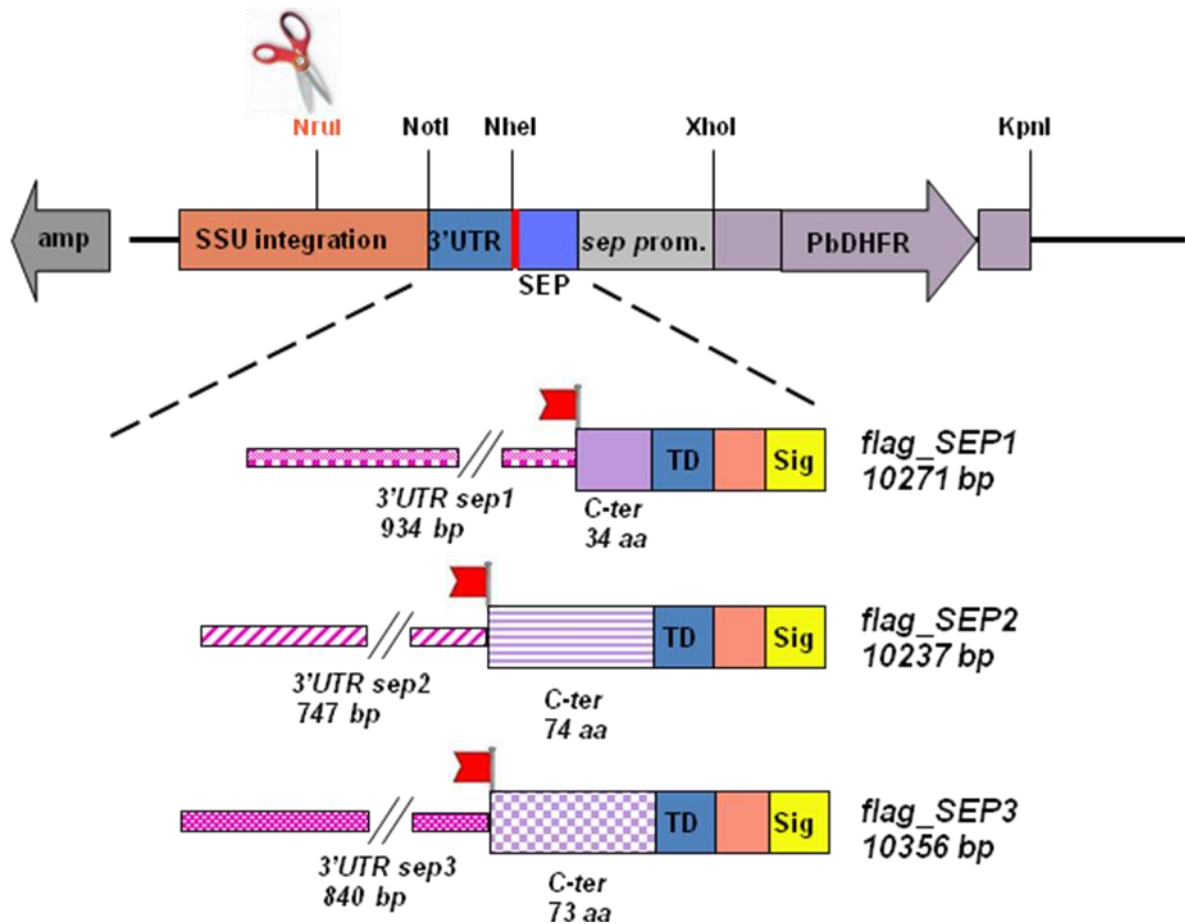 NruI NotI NheI XhoI KpnI
amp SSU integration 3'UTR sep prom. PbDHFR
SEP
TD Sig flag_SEP1
10271 bp
3'UTR sep1
934 bp
C-ter
34 aa
TD Sig flag_SEP2
10237 bp
3'UTR sep2
747 bp
C-ter
74 aa
TD Sig flag_SEP3
10356 bp
3'UTR sep3
840 bp
C-ter
73 aa